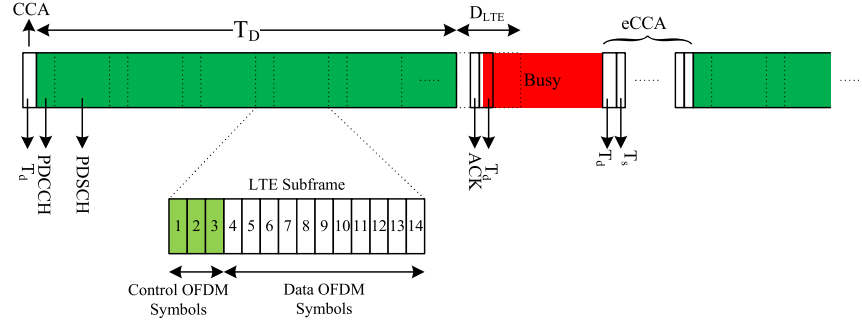 CCA
T_D
D_LTE
eCCA
Busy
T_d
PDCCH
PDSCH
ACK
T_d
T_d
T_s
LTE Subframe
1 2 3 4 5 6 7 8 9 10 11 12 13 14
Control OFDM
Symbols
Data OFDM
Symbols